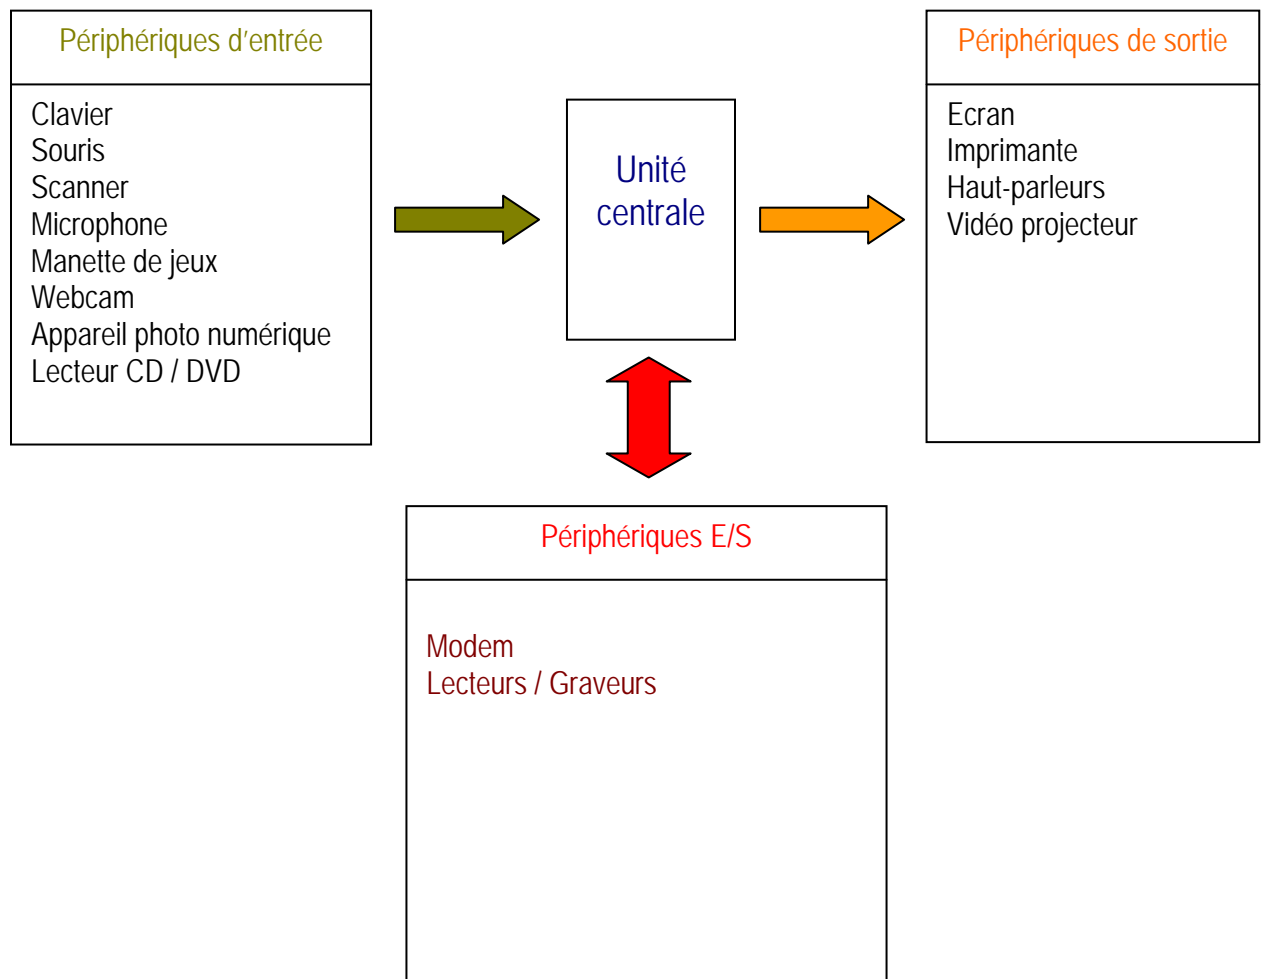 Périphériques d’entrée
Clavier
Souris
Scanner
Microphone
Manette de jeux
Webcam
Appareil photo numérique
Lecteur CD / DVD
Unité
centrale
Périphériques de sortie
Ecran
Imprimante
Haut-parleurs
Vidéo projecteur
Périphériques E/S
Modem
Lecteurs / Graveurs